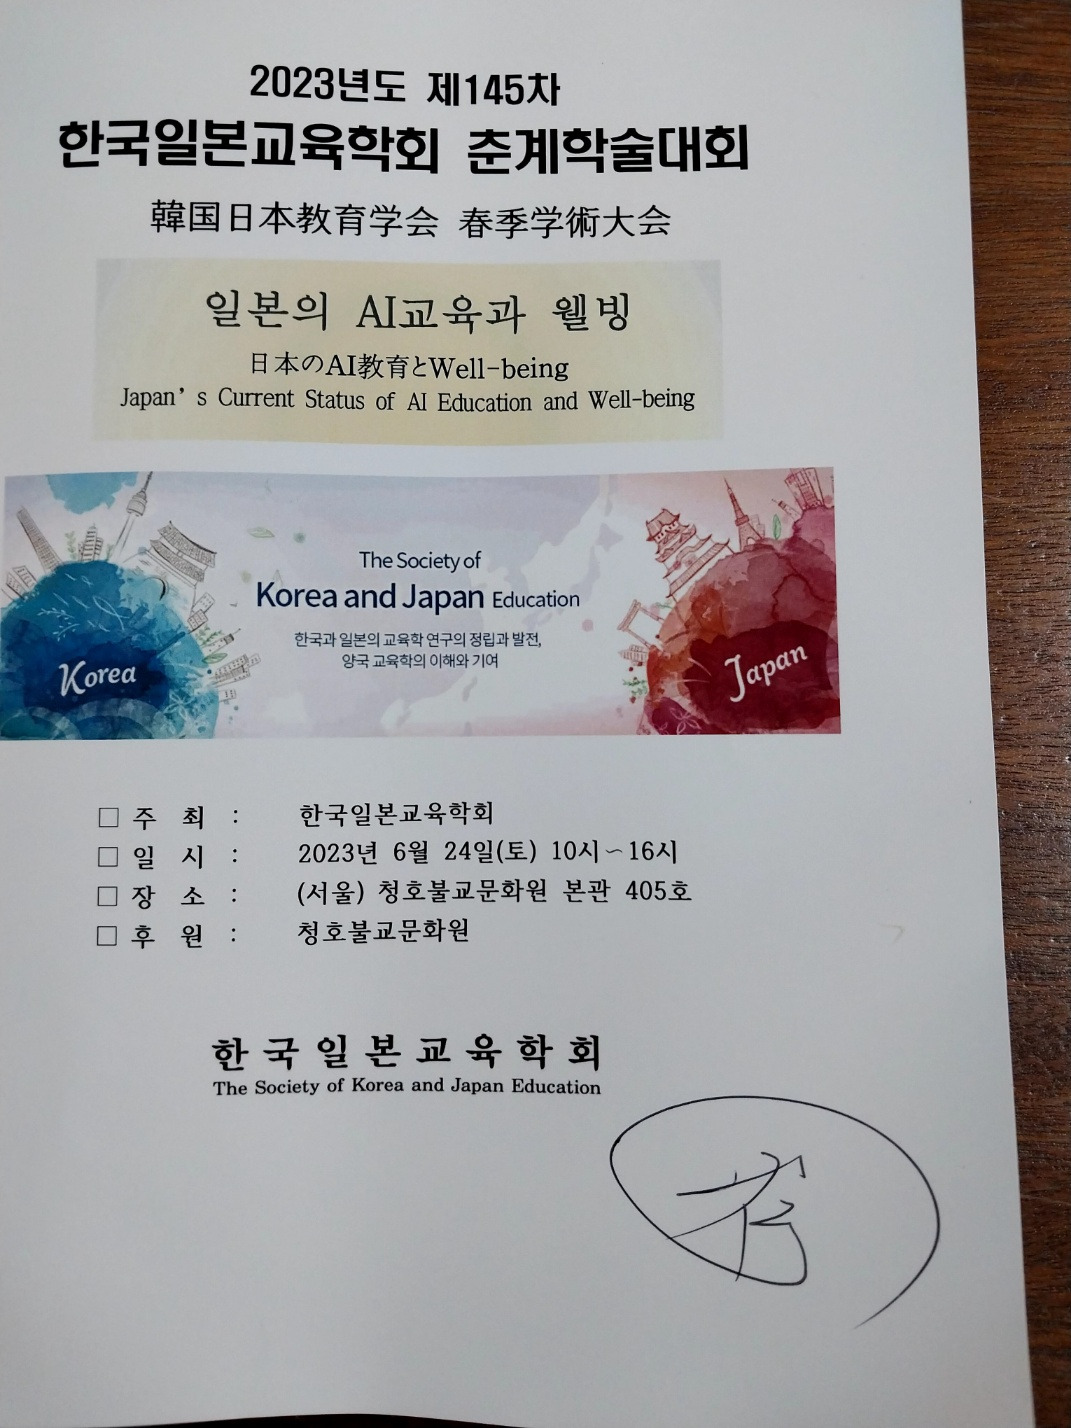 2023년도 제145차
한국일본교육학회 춘계학술대회
韓国日本教育学会 春季学術大会
일본의 AI교육과 웰빙
日本のAI教育とWell-being
Japan's Current Status of AI Education and Well-being
The Society of
Korea and Japan Education
한국과 일본의 교육학 연구의 정립과 발전,
양국 교육학의 이해와 기여
Korea
Japan
□ 주 최 : 한국일본교육학회
□ 일 시 : 2023년 6월 24일(토) 10시∼16시
□ 장 소 : (서울) 청호불교문화원 본관 405호
□ 후 원 : 청호불교문화원
한국일본교육학회
The Society of Korea and Japan Education